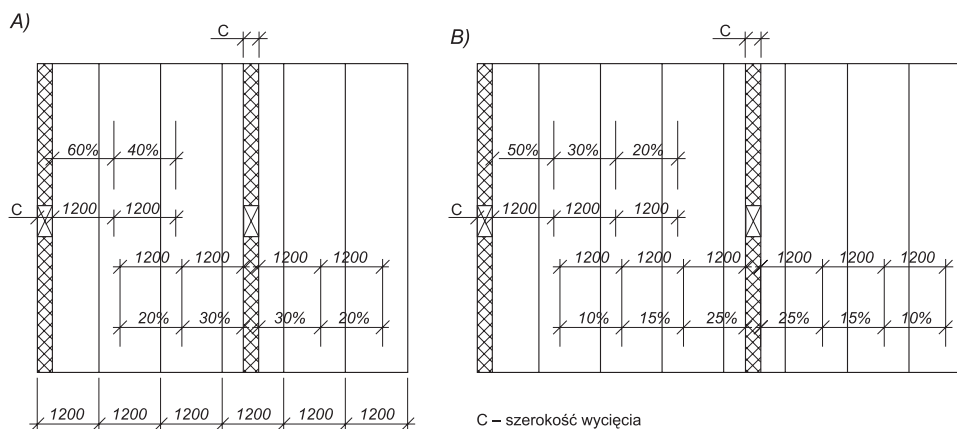 A)
C
60% 40%
C 1200 1200
1200 1200 1200 1200
20% 30% 30% 20%
1200 1200 1200 1200 1200 1200
B)
C
50% 30% 20%
C 1200 1200 1200
1200 1200 1200 1200 1200 1200
10% 15% 25% 25% 15% 10%
C – szerokość wycięcia